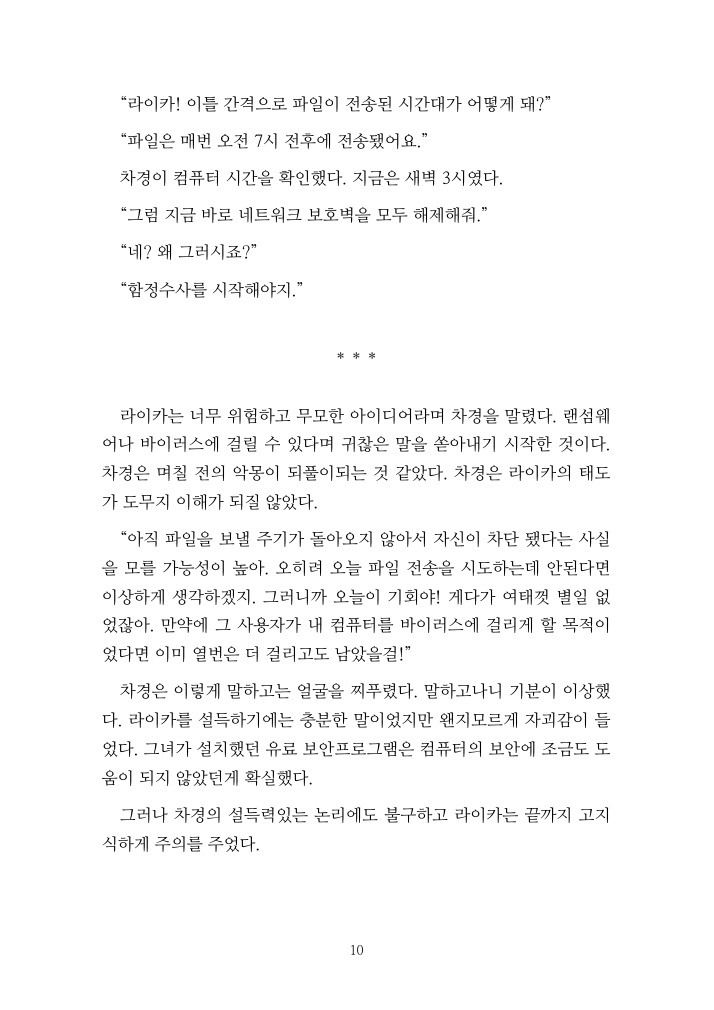 “라이카! 이틀 간격으로 파일이 전송된 시간대가 어떻게 돼?”
“파일은 매번 오전 7시 전후에 전송됐어요.”
차경이 컴퓨터 시간을 확인했다. 지금은 새벽 3시였다.
“그럼 지금 바로 네트워크 보호벽을 모두 해제해줘.”
“네? 왜 그러시죠?”
“함정수사를 시작해야지.”
* * *
라이카는 너무 위험하고 무모한 아이디어라며 차경을 말렸다. 랜섬웨
어나 바이러스에 걸릴 수 있다며 귀찮은 말을 쏟아내기 시작한 것이다.
차경은 며칠 전의 악몽이 되풀이되는 것 같았다. 차경은 라이카의 태도
가 도무지 이해가 되질 않았다.
“아직 파일을 보낼 주기가 돌아오지 않아서 자신이 차단 됐다는 사실
을 모를 가능성이 높아. 오히려 오늘 파일 전송을 시도하는데 안된다면
이상하게 생각하겠지. 그러니까 오늘이 기회야! 게다가 여태껏 별일 없
었잖아. 만약에 그 사용자가 내 컴퓨터를 바이러스에 걸리게 할 목적이
었다면 이미 열번은 더 걸리고도 남았을걸!”
차경은 이렇게 말하고는 얼굴을 찌푸렸다. 말하고나니 기분이 이상했
다. 라이카를 설득하기에는 충분한 말이었지만 왠지모르게 자괴감이 들
었다. 그녀가 설치했던 유료 보안프로그램은 컴퓨터의 보안에 조금도 도
움이 되지 않았던게 확실했다.
그러나 차경의 설득력있는 논리에도 불구하고 라이카는 끝까지 고지
식하게 주의를 주었다.
10